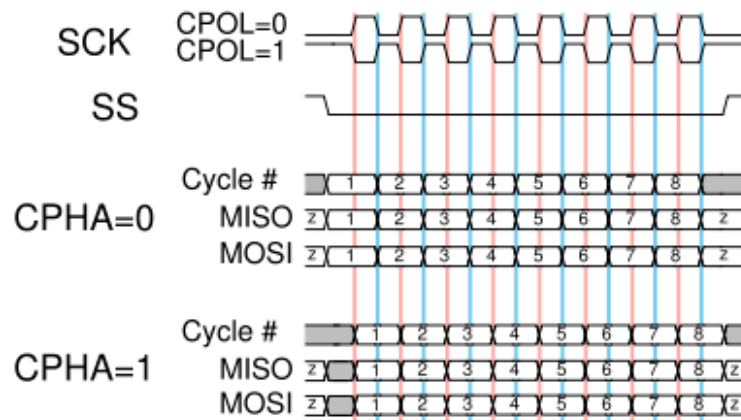 SCK CPOL=0
CPOL=1
SS
Cycle # 1 2 3 4 5 6 7 8
CPHA=0 MISO z 1 2 3 4 5 6 7 8 z
MOSI z 1 2 3 4 5 6 7 8 z
Cycle # 1 2 3 4 5 6 7 8
CPHA=1 MISO z 1 2 3 4 5 6 7 8 z
MOSI z 1 2 3 4 5 6 7 8 z